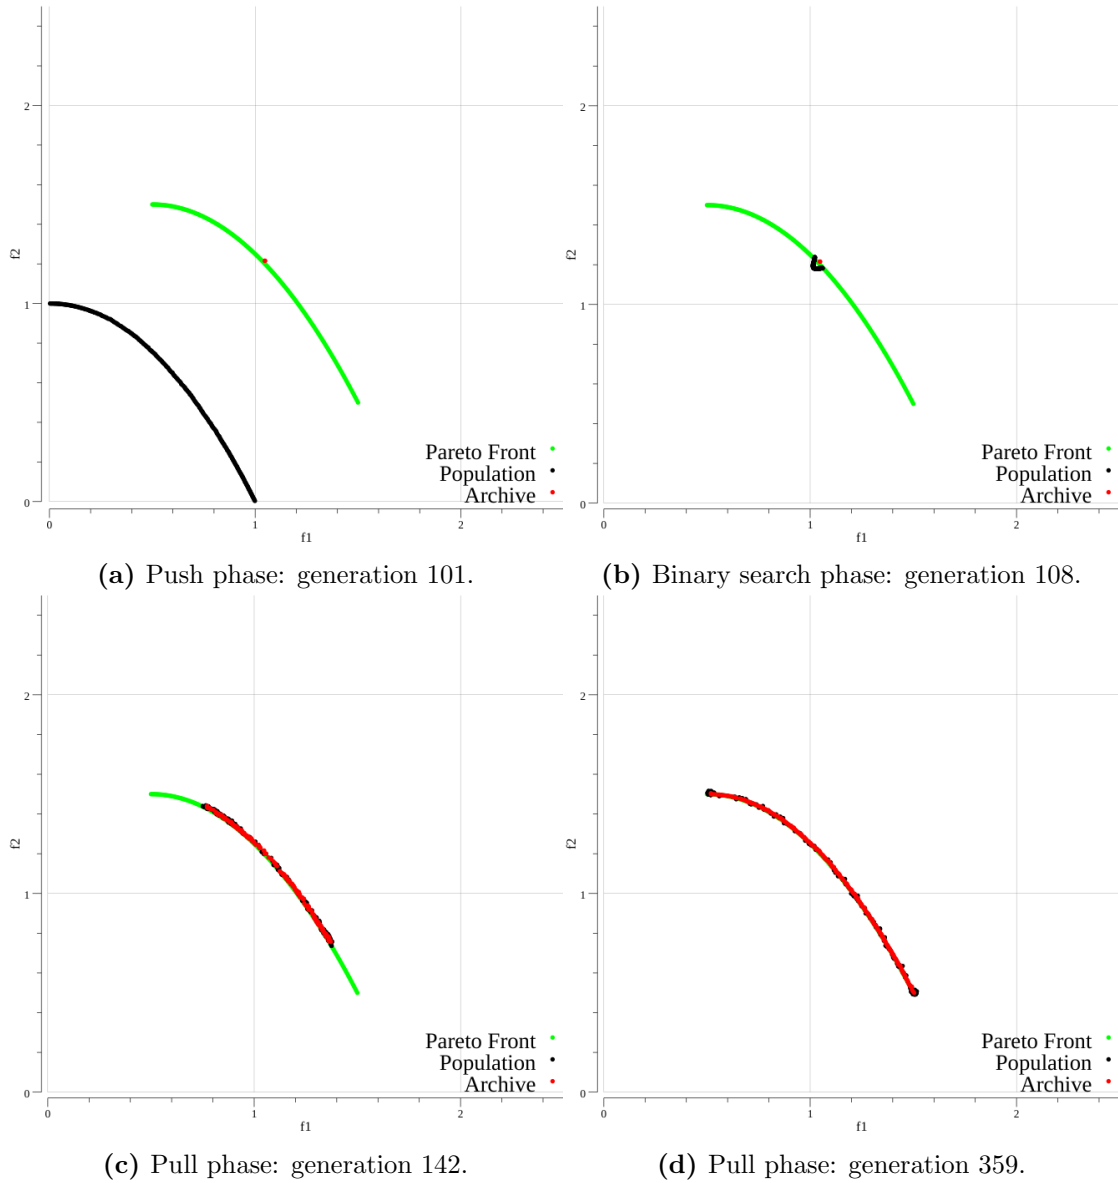 2
1
0
f2
0
1
2
f1
Pareto Front
Population
Archive
(a) Push phase: generation 101.
2
1
0
f2
0
1
2
f1
Pareto Front
Population
Archive
(b) Binary search phase: generation 108.
2
1
0
f2
0
1
2
f1
Pareto Front
Population
Archive
(c) Pull phase: generation 142.
2
1
0
f2
0
1
2
f1
Pareto Front
Population
Archive
(d) Pull phase: generation 359.